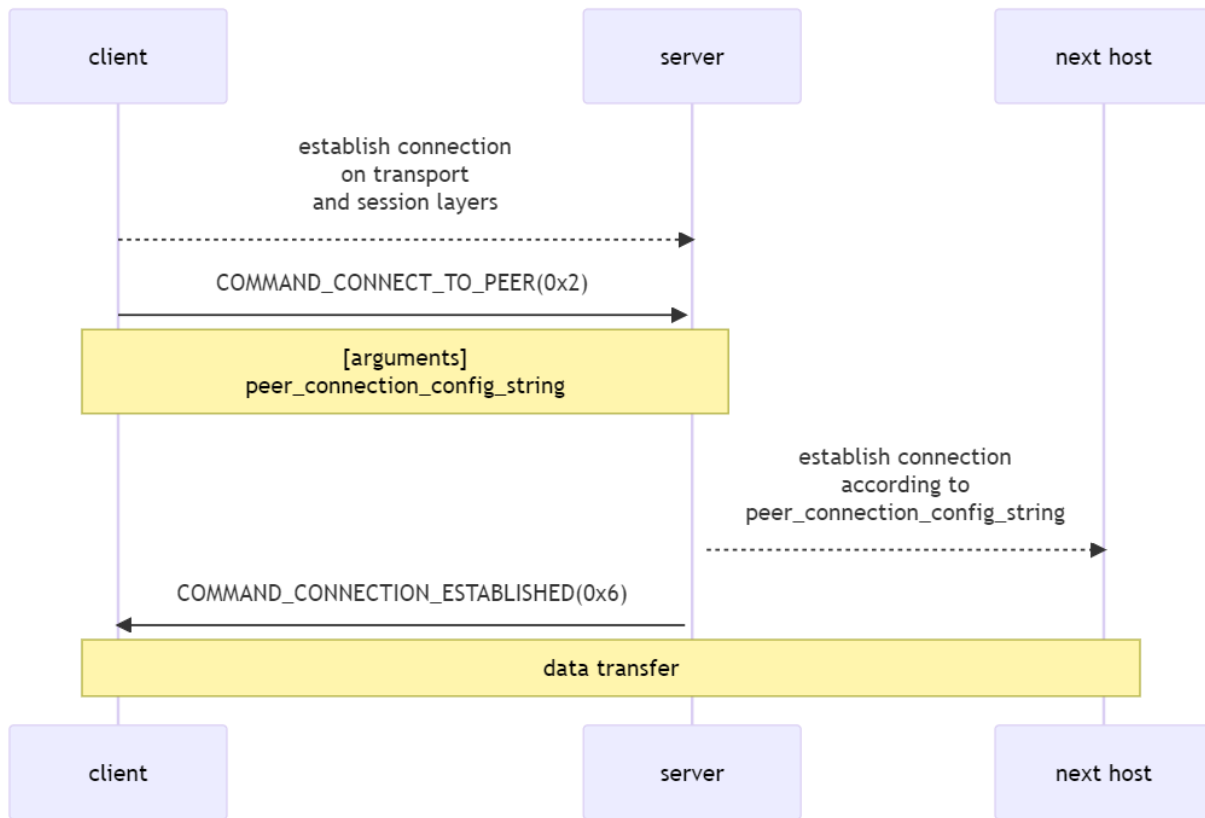 client
server
next host
establish connection
on transport
and session layers
COMMAND_CONNECT_TO_PEER(0x2)
[arguments]
peer_connection_config_string
establish connection
according to
peer_connection_config_string
COMMAND_CONNECTION_ESTABLISHED(0x6)
data transfer
client
server
next host